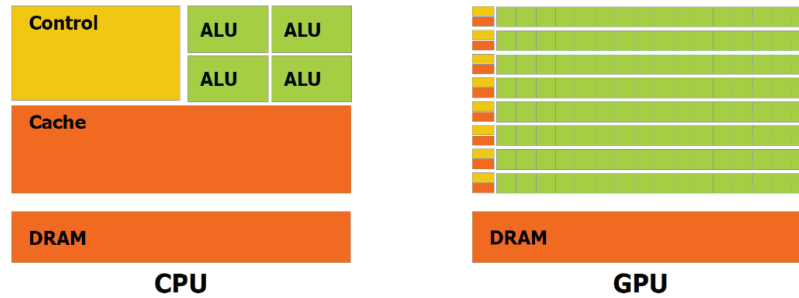 Control
ALU ALU
ALU ALU
Cache
DRAM
CPU
DRAM
GPU